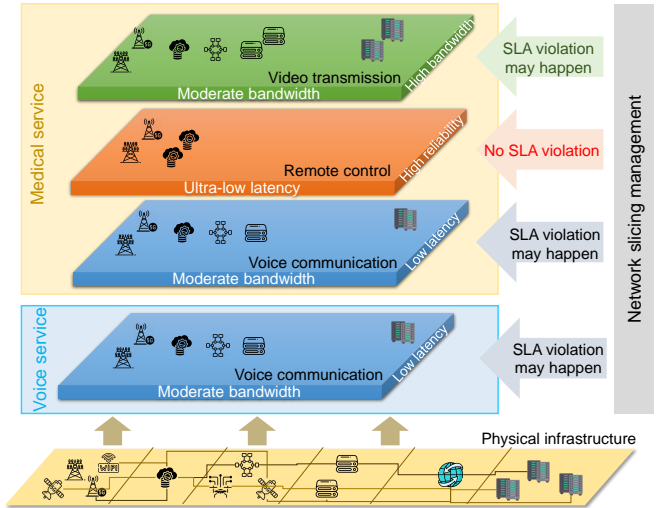 Medical service
Video transmission
High bandwidth
Moderate bandwidth
SLA violation
may happen
Remote control
High reliability
Ultra-low latency
No SLA violation
Voice communication
Low latency
Moderate bandwidth
SLA violation
may happen
Network slicing management
Voice service
Voice communication
Low latency
Moderate bandwidth
SLA violation
may happen
Physical infrastructure
WIFI